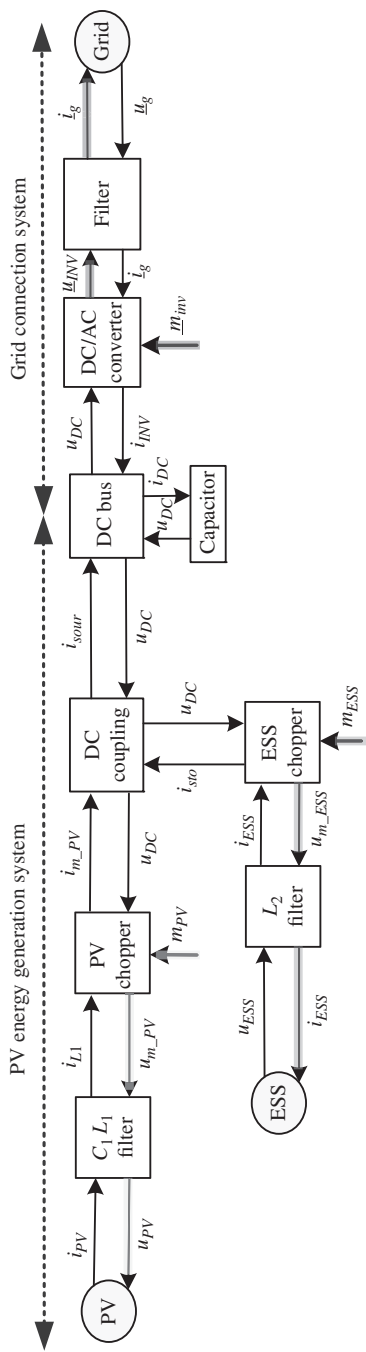 PV energy generation system
Grid connection system
PV
i_PV
u_PV
C_1 L_1
filter
i_L1
u_m_PV
PV
chopper
m_PV
i_m_PV
u_DC
DC
coupling
i_sour
u_DC
DC bus
u_DC
i_INV
DC/AC
converter
m_inv
u_INV
i_g
Filter
i_g
u_g
Grid
i_sto
u_DC
u_DC
i_DC
Capacitor
ESS
u_ESS
i_ESS
L_2
filter
i_ESS
u_m_ESS
ESS
chopper
m_ESS